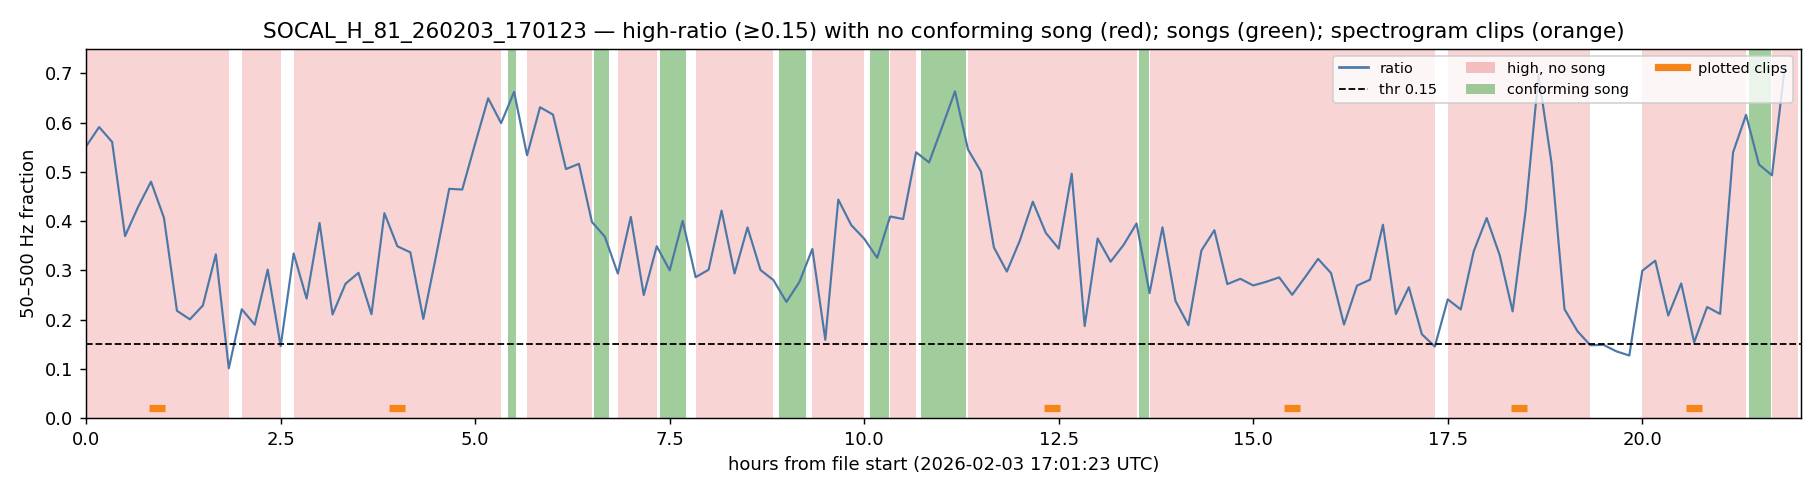 SOCAL_H_81_260203_170123 — high-ratio (≥0.15) with no conforming song (red); songs (green); spectrogram clips (orange)
50–500 Hz fraction
0.7
0.6
0.5
0.4
0.3
0.2
0.1
0.0
ratio
thr 0.15
high, no song
conforming song
plotted clips
0.0 2.5 5.0 7.5 10.0 12.5 15.0 17.5 20.0
hours from file start (2026-02-03 17:01:23 UTC)